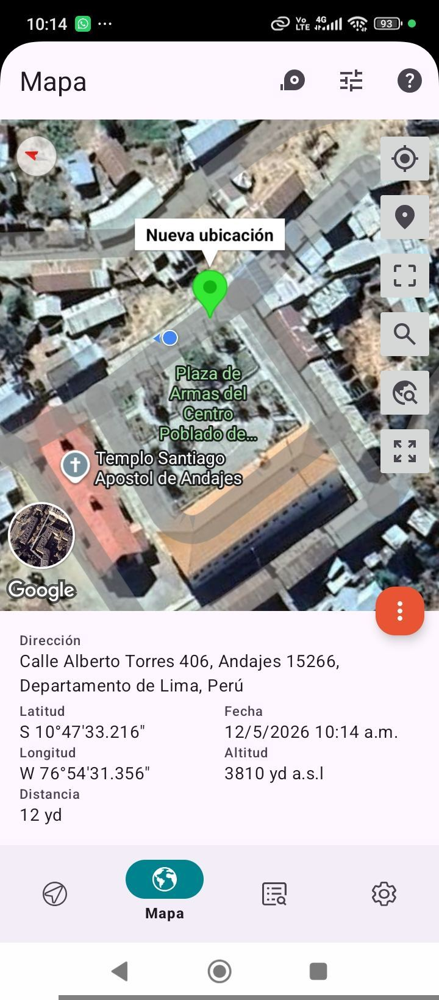 10:14
Vo
LTE
4G
93
Mapa
Nueva ubicación
Plaza de
Armas del
Centro
Poblado de...
Templo Santiago
Apostol de Andajes
Google
Dirección
Calle Alberto Torres 406, Andajes 15266,
Departamento de Lima, Perú
Latitud
S 10°47'33.216"
Fecha
12/5/2026 10:14 a.m.
Longitud
W 76°54'31.356"
Altitud
3810 yd a.s.l
Distancia
12 yd
Mapa